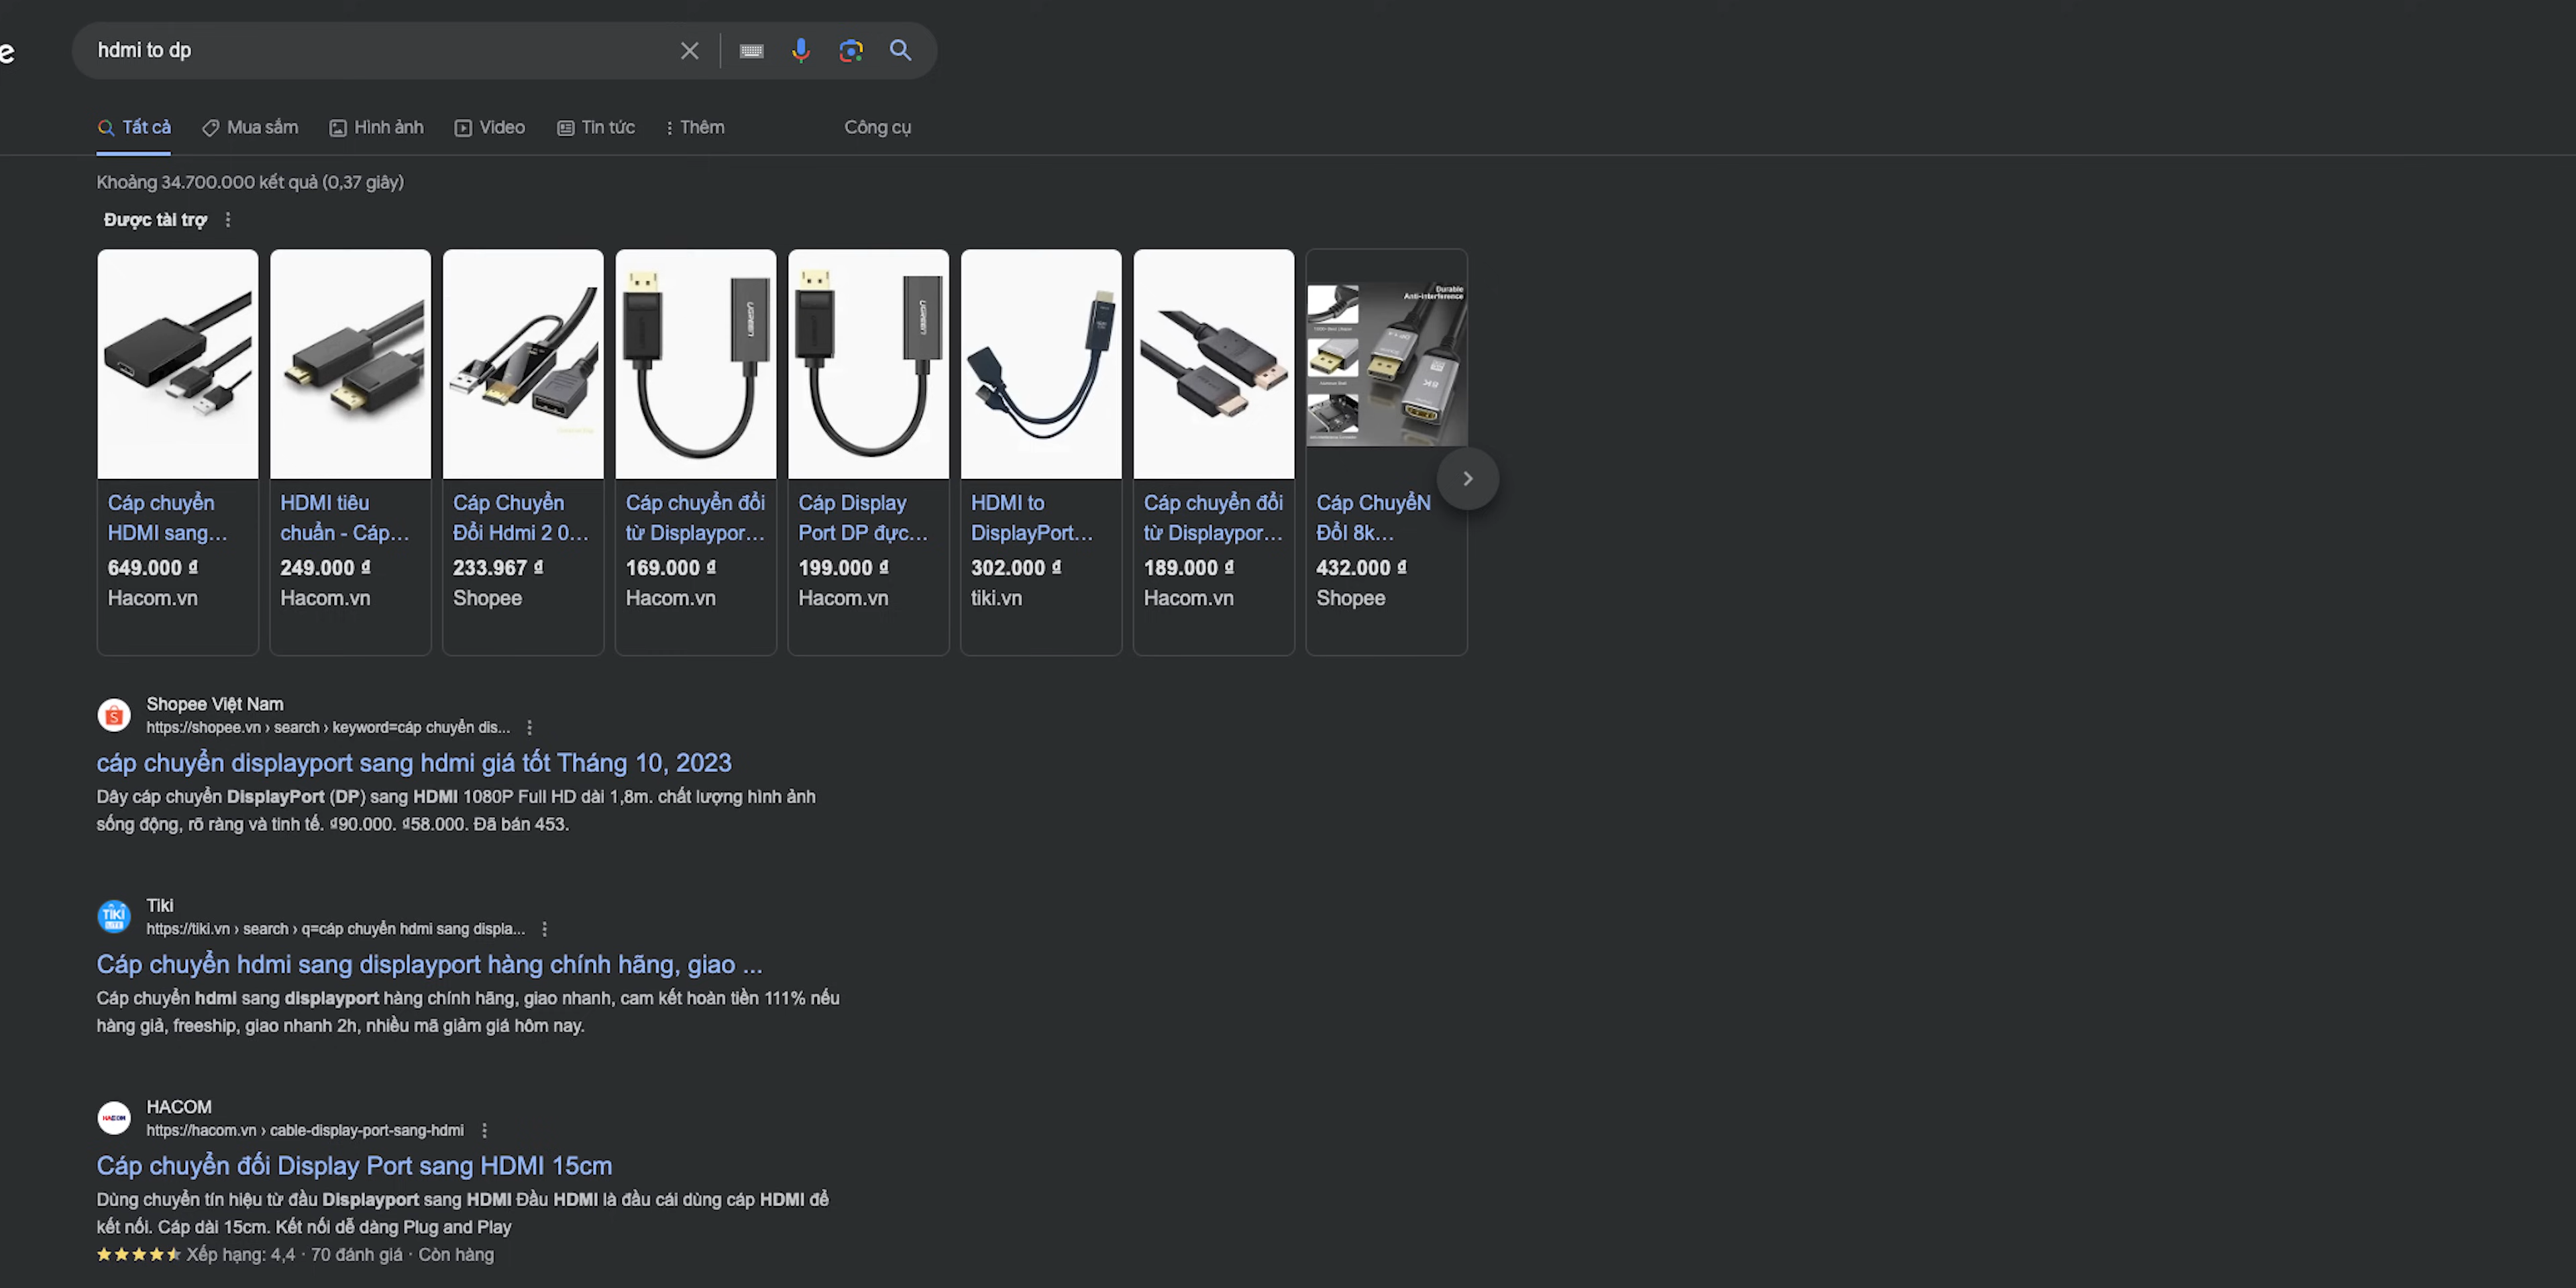 e
hdmi to dp
Tất cả
Mua sắm
Hình ảnh
Video
Tin tức
Thêm
Công cụ
Khoảng 34.700.000 kết quả (0,37 giây)
Được tài trợ
UGREEN
UGREEN
Durable
Anti-interference
8K
Cáp chuyển
HDMI sang...
649.000 ₫
Hacom.vn
HDMI tiêu
chuẩn - Cáp...
249.000 ₫
Hacom.vn
Cáp Chuyển
Đổi Hdmi 2 0...
233.967 ₫
Shopee
Cáp chuyển đổi
từ Displaypor...
169.000 ₫
Hacom.vn
Cáp Display
Port DP đực...
199.000 ₫
Hacom.vn
HDMI to
DisplayPort...
302.000 ₫
tiki.vn
Cáp chuyển đổi
từ Displaypor...
189.000 ₫
Hacom.vn
Cáp ChuyểN
ĐỔI 8k...
432.000 ₫
Shopee
Shopee Việt Nam
https://shopee.vn › search › keyword=cáp chuyển dis...
cáp chuyển displayport sang hdmi giá tốt Tháng 10, 2023
Dây cáp chuyển DisplayPort (DP) sang HDMI 1080P Full HD dài 1,8m. chất lượng hình ảnh
sống động, rõ ràng và tinh tế. ₫90.000. ₫58.000. Đã bán 453.
TIKI
Tiki
https://tiki.vn › search › q=cáp chuyển hdmi sang displa...
Cáp chuyển hdmi sang displayport hàng chính hãng, giao ...
Cáp chuyển hdmi sang displayport hàng chính hãng, giao nhanh, cam kết hoàn tiền 111% nếu
hàng giả, freeship, giao nhanh 2h, nhiều mã giảm giá hôm nay.
HACOM
HACOM
https://hacom.vn › cable-display-port-sang-hdmi
Cáp chuyển đối Display Port sang HDMI 15cm
Dùng chuyển tín hiệu từ đầu Displayport sang HDMI Đầu HDMI là đầu cái dùng cáp HDMI để
kết nối. Cáp dài 15cm. Kết nối dễ dàng Plug and Play
Xếp hạng: 4,4 · 70 đánh giá · Còn hàng